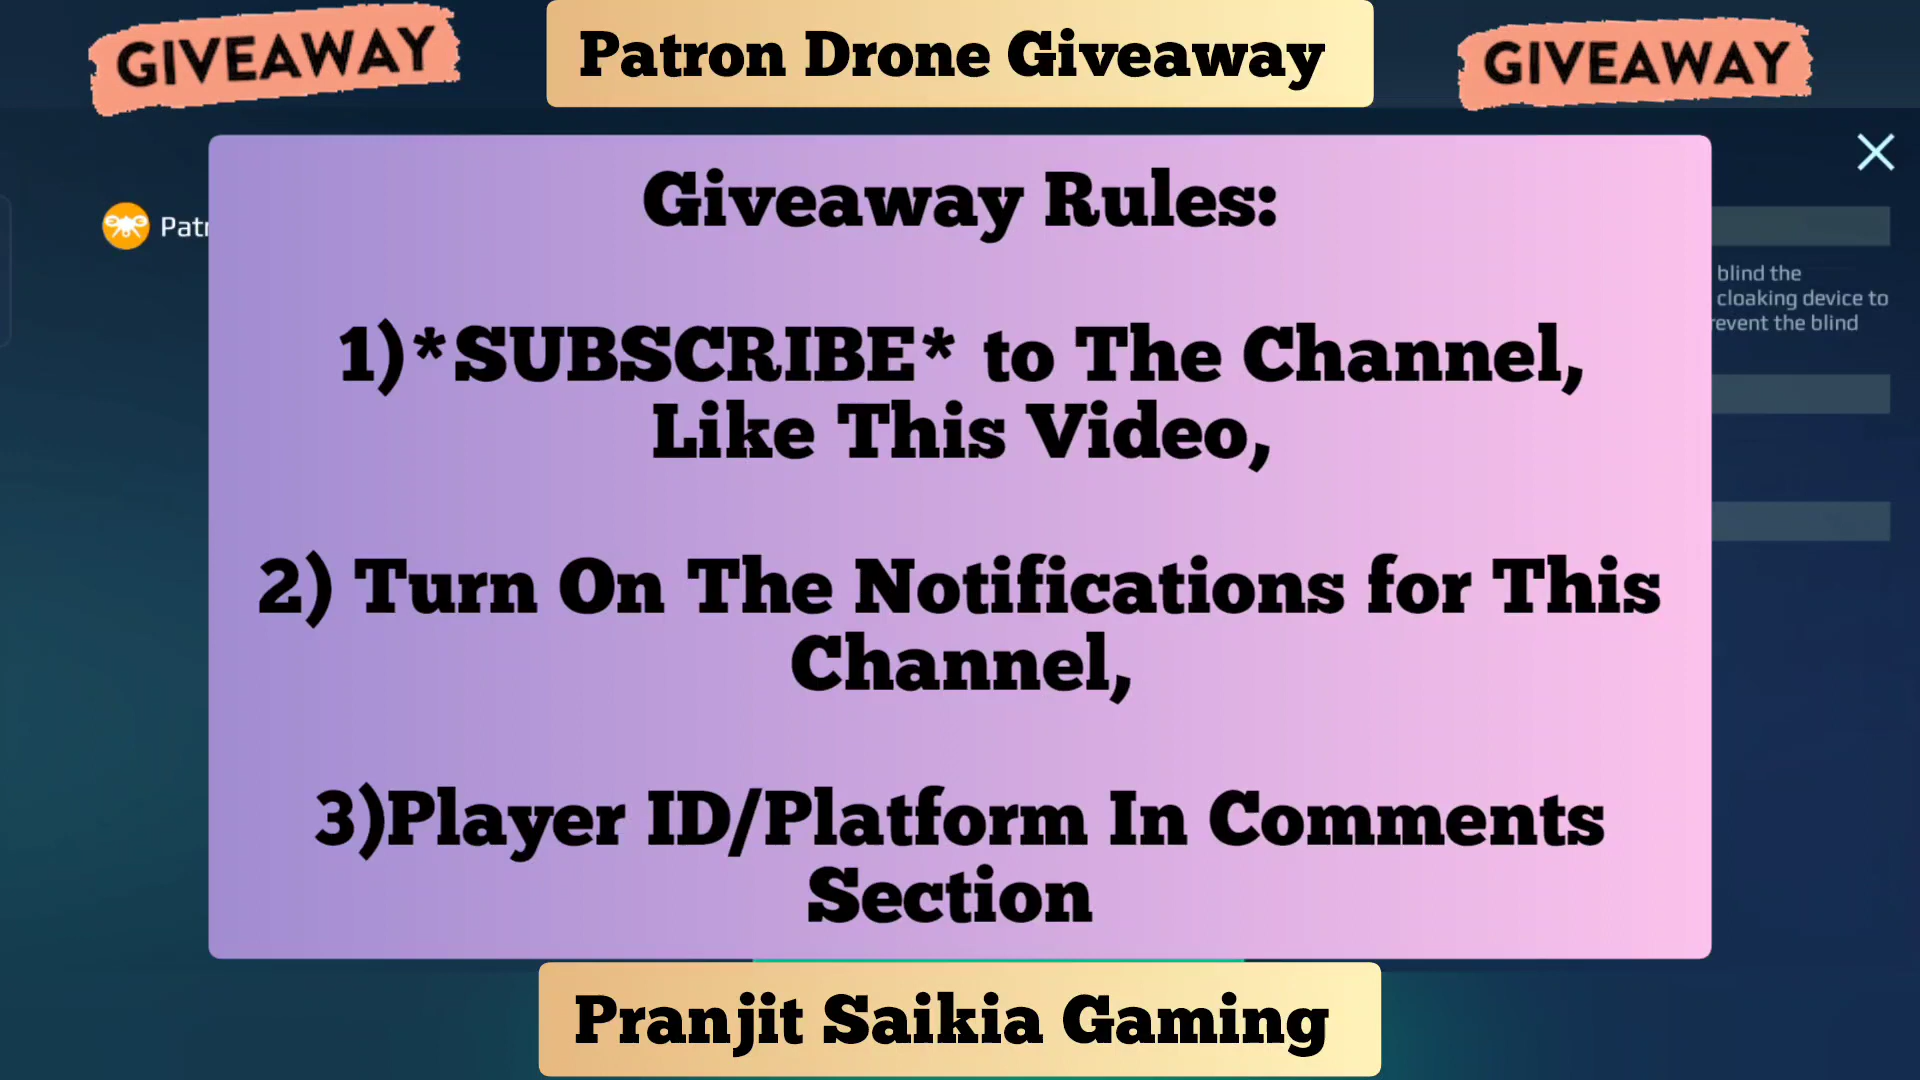 GIVEAWAY
Patron Drone Giveaway
GIVEAWAY
Giveaway Rules:
1)*SUBSCRIBE* to The Channel,
Like This Video,
2) Turn On The Notifications for This
Channel,
3)Player ID/Platform In Comments
Section
Patr
blind the
cloaking device to
revent the blind
Pranjit Saikia Gaming